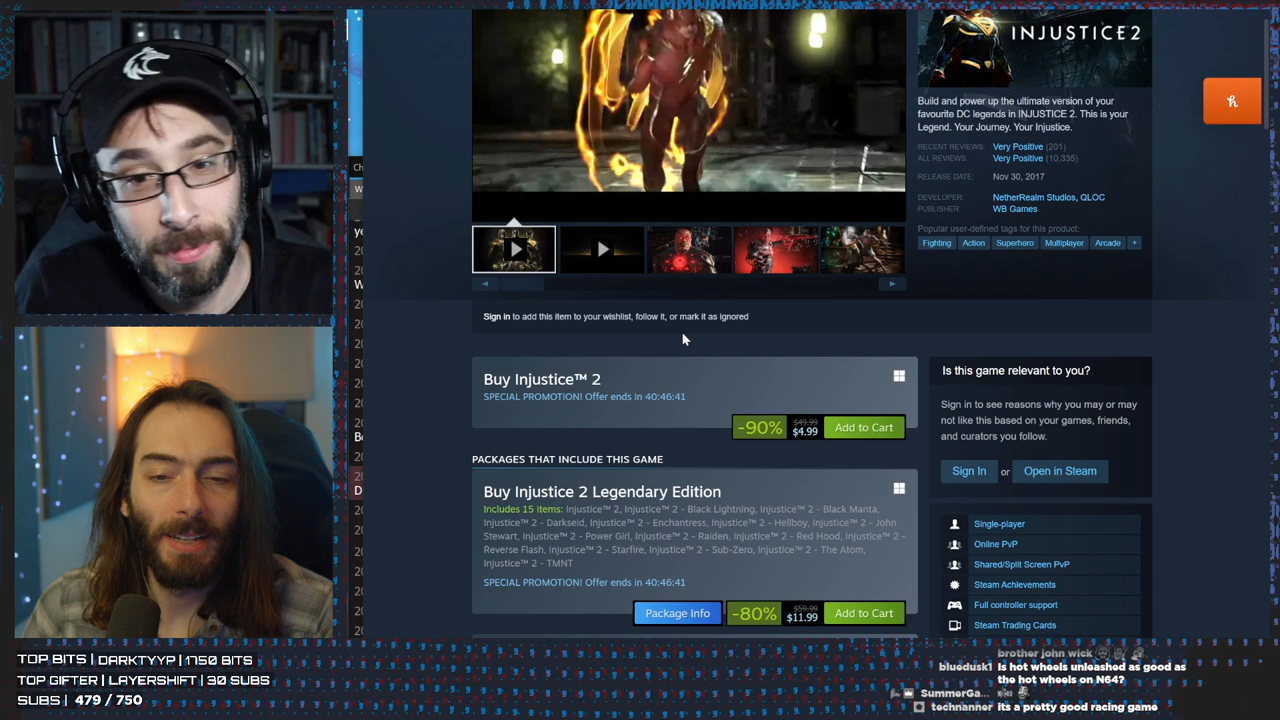 INJUSTICE2
Build and power up the ultimate version of your
favourite DC legends in INJUSTICE 2. This is your
Legend. Your Journey. Your Injustice.
RECENT REVIEWS: Very Positive (201)
ALL REVIEWS: Very Positive (10,335)
RELEASE DATE: Nov 30, 2017
DEVELOPER: NetherRealm Studios, QLOC
PUBLISHER: WB Games
Popular user-defined tags for this product:
Fighting Action Superhero Multiplayer Arcade +
Sign in to add this item to your wishlist, follow it, or mark it as ignored
Buy Injustice™ 2
SPECIAL PROMOTION! Offer ends in 40:46:41
-90% $49.99 $4.99 Add to Cart
PACKAGES THAT INCLUDE THIS GAME
Buy Injustice 2 Legendary Edition
Includes 15 items: Injustice™ 2, Injustice™ 2 - Black Lightning, Injustice™ 2 - Black Manta,
Injustice™ 2 - Darkseid, Injustice™ 2 - Enchantress, Injustice™ 2 - Hellboy, Injustice™ 2 - John
Stewart, Injustice™ 2 - Power Girl, Injustice™ 2 - Raiden, Injustice™ 2 - Red Hood, Injustice™ 2 -
Reverse Flash, Injustice™ 2 - Starfire, Injustice™ 2 - Sub-Zero, Injustice™ 2 - The Atom,
Injustice™ 2 - TMNT
SPECIAL PROMOTION! Offer ends in 40:46:41
Package Info -80% $59.99 $11.99 Add to Cart
Is this game relevant to you?
Sign in to see reasons why you may or may
not like this based on your games, friends,
and curators you follow.
Sign In or Open in Steam
Single-player
Online PvP
Shared/Split Screen PvP
Steam Achievements
Full controller support
Steam Trading Cards
TOP BITS | DARKTYYP | 1750 BITS
TOP GIFTER | LAYERSHIFT | 30 SUBS
SUBS | 479 / 750
brother john wick
bluedusk1 Is hot wheels unleashed as good as
the hot wheels on N64?
SummerGa...
technanner its a pretty good racing game